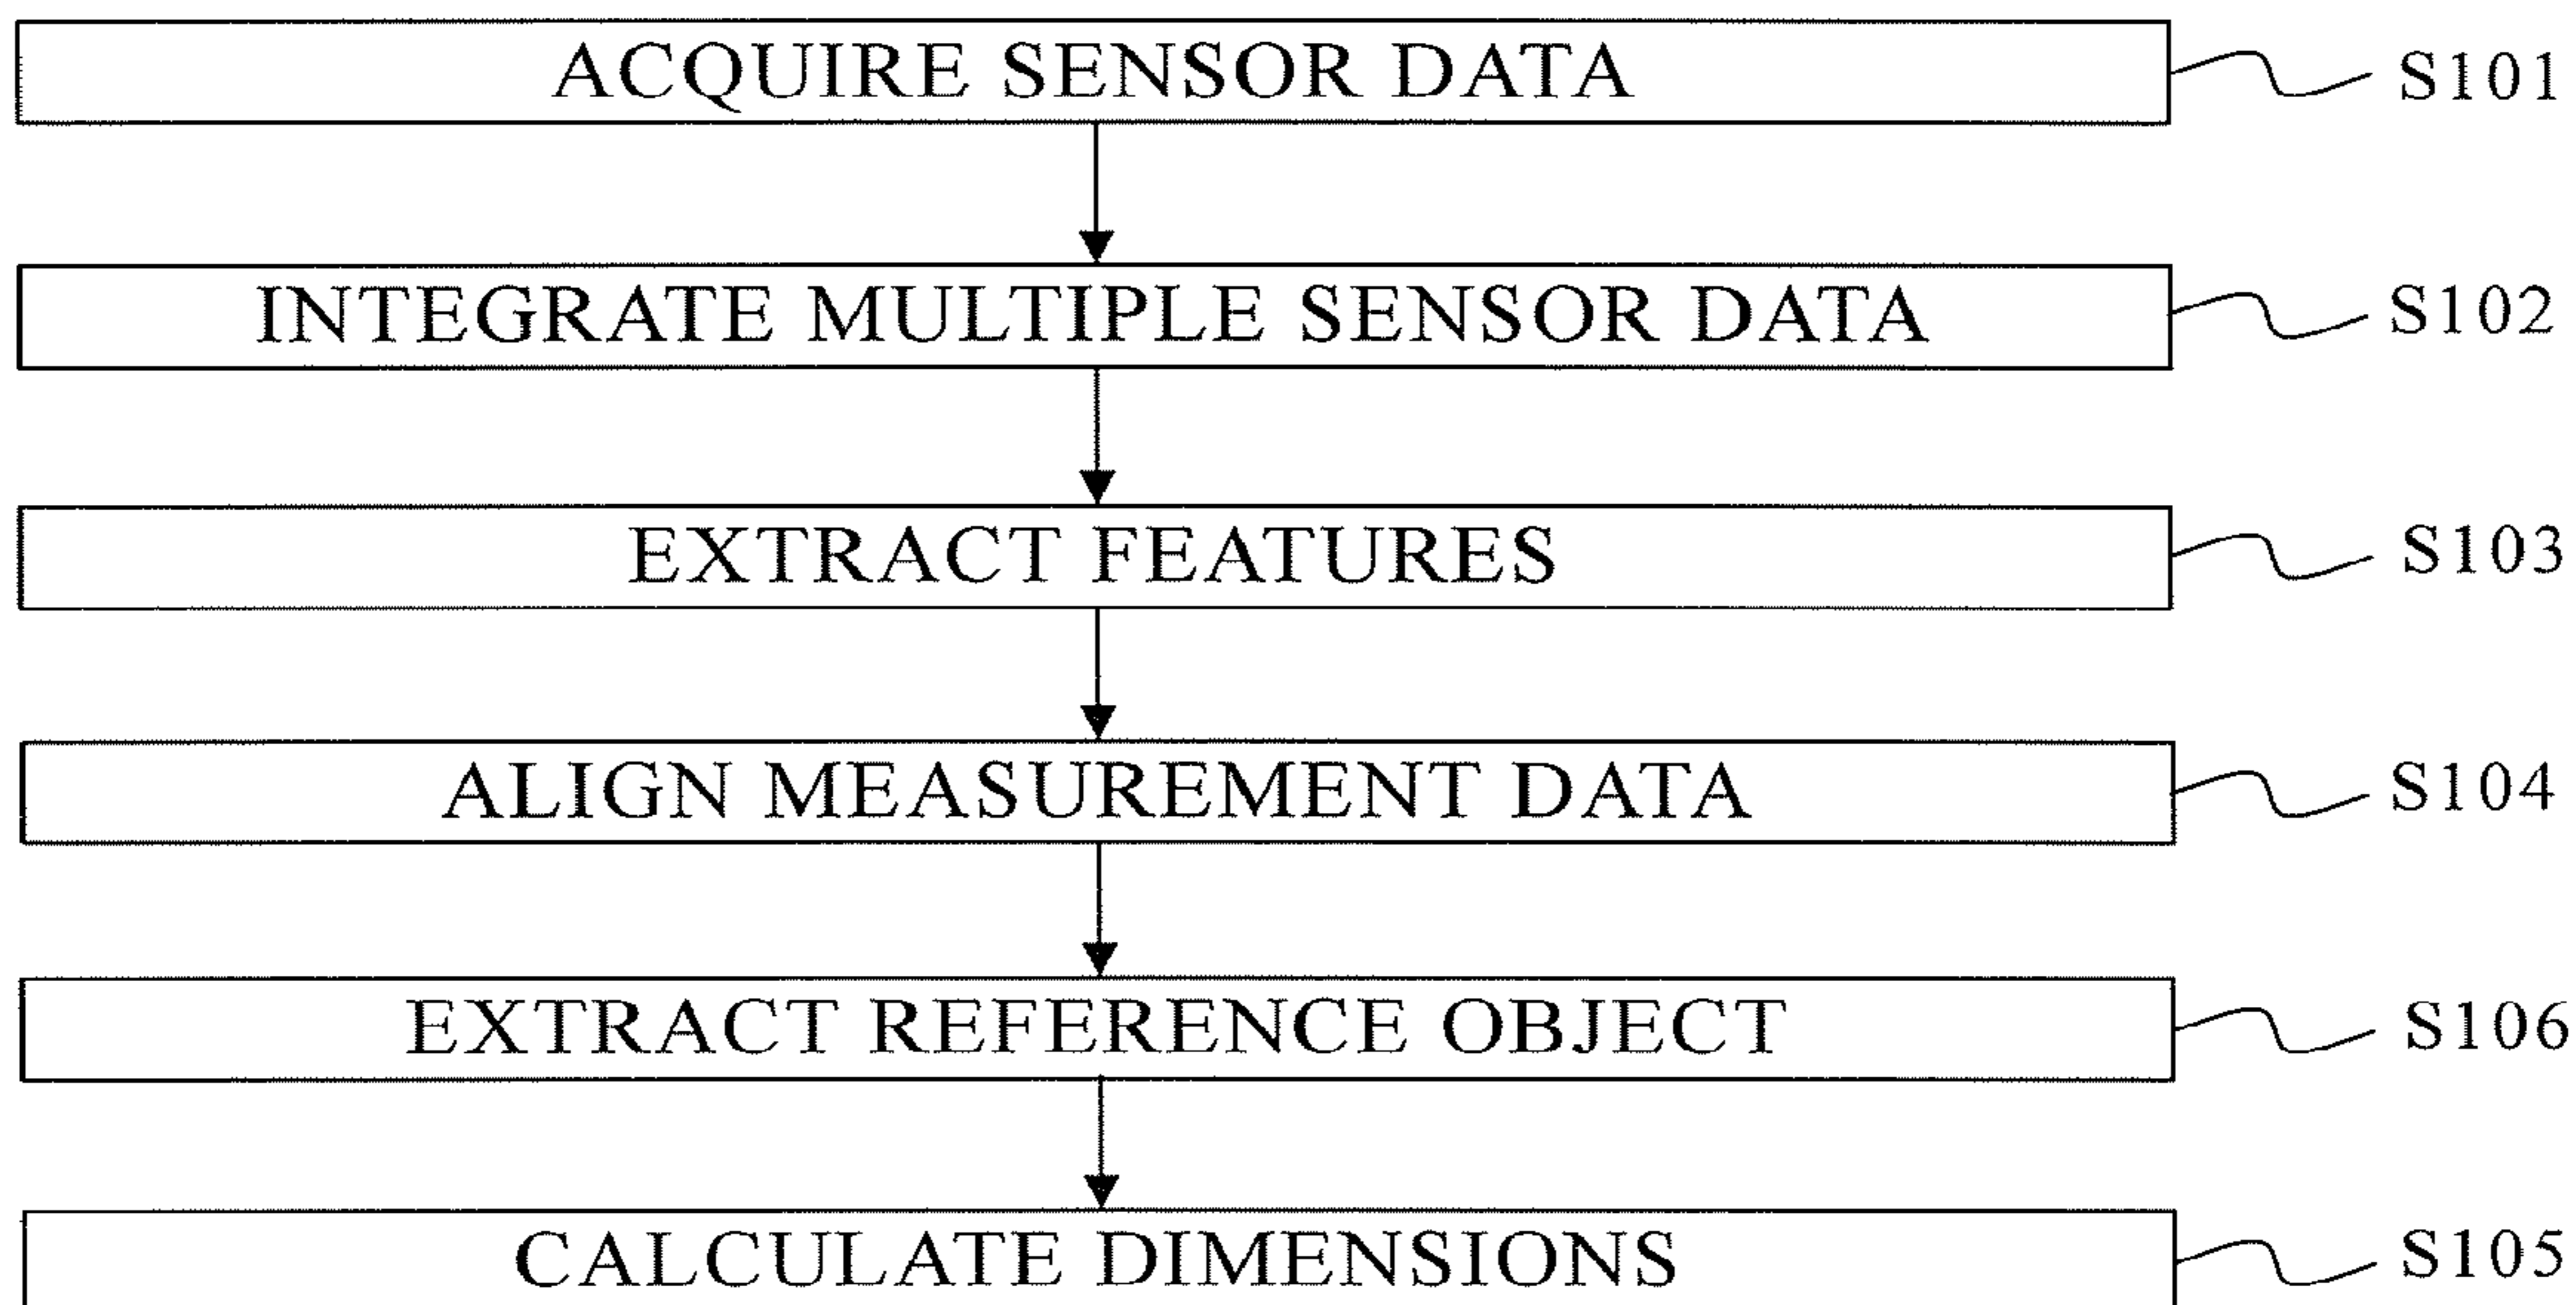 ACQUIRE SENSOR DATA S101
INTEGRATE MULTIPLE SENSOR DATA S102
EXTRACT FEATURES S103
ALIGN MEASUREMENT DATA S104
EXTRACT REFERENCE OBJECT S106
CALCULATE DIMENSIONS S105